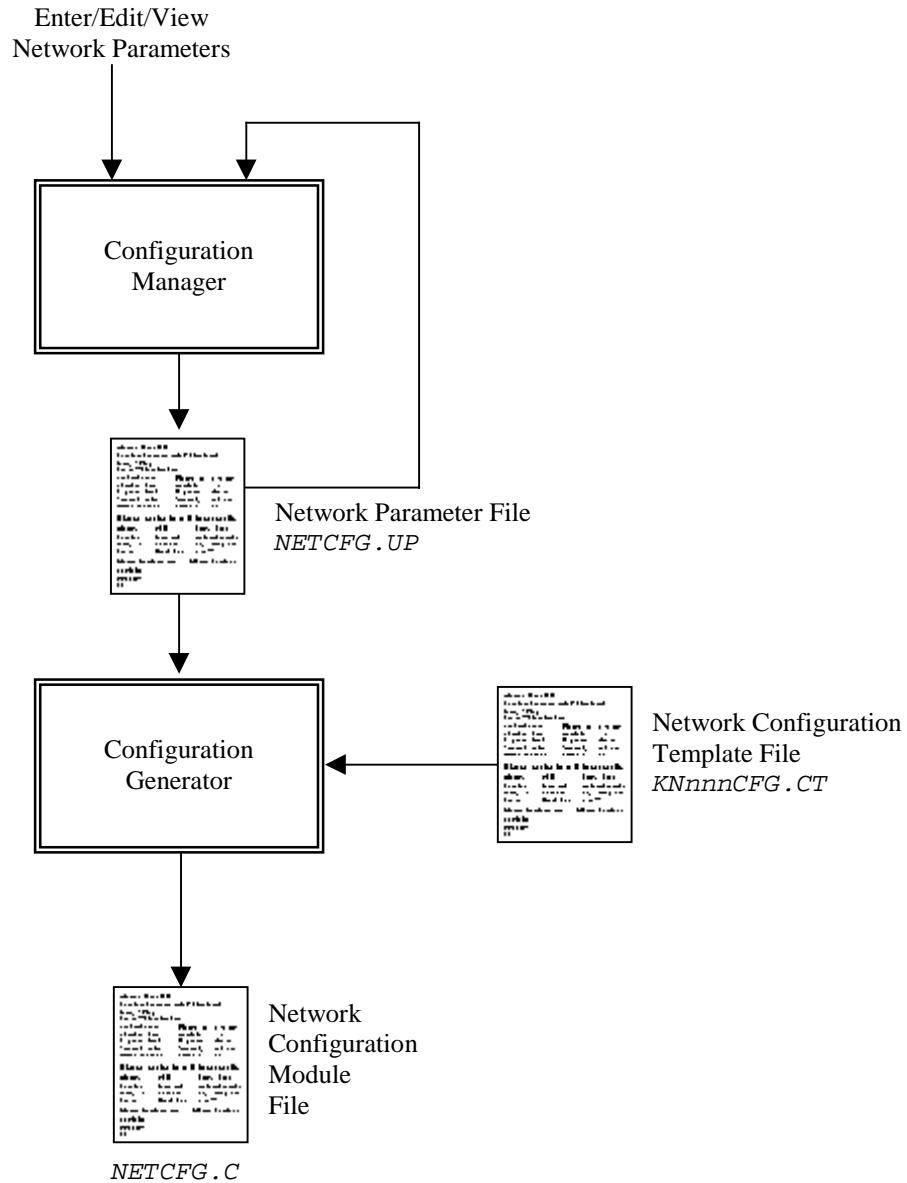 Enter/Edit/View
Network Parameters
Configuration
Manager
Network Parameter File
NETCFG.UP
Configuration
Generator
Network Configuration
Template File
KNnnnCFG.CT
Network
Configuration
Module
File
NETCFG.C